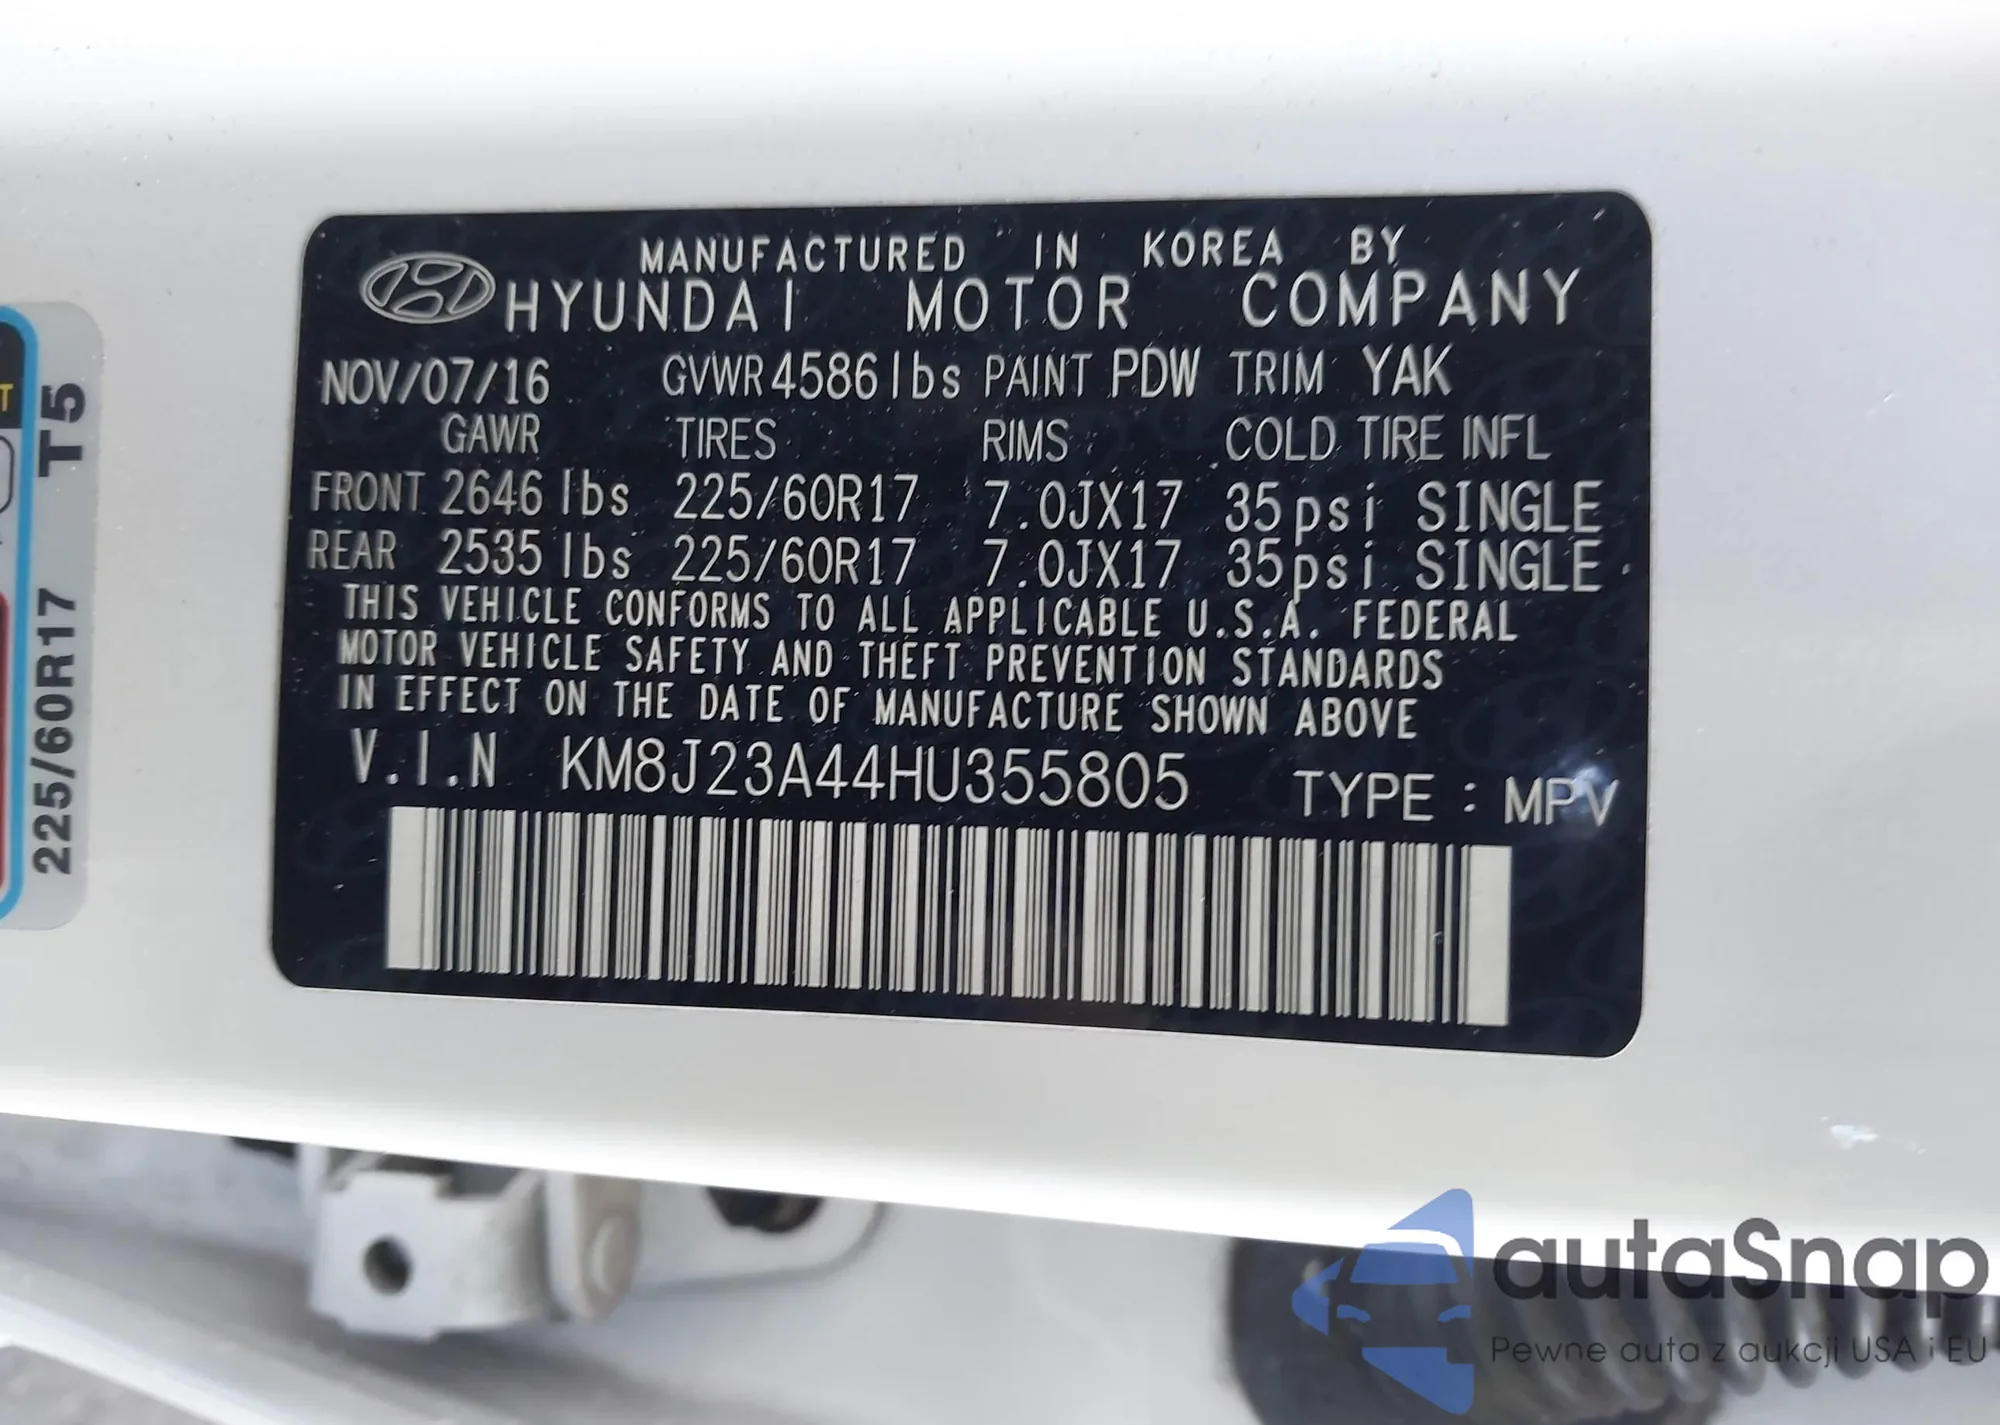 MANUFACTURED IN KOREA BY
HYUNDAI MOTOR COMPANY
NOV/07/16 GVWR 4586lbs PAINT PDW TRIM YAK
GAWR TIRES RIMS COLD TIRE INFL
FRONT 2646 lbs 225/60R17 7.0JX17 35psi SINGLE
REAR 2535 lbs 225/60R17 7.0JX17 35psi SINGLE
THIS VEHICLE CONFORMS TO ALL APPLICABLE U.S.A. FEDERAL
MOTOR VEHICLE SAFETY AND THEFT PREVENTION STANDARDS
IN EFFECT ON THE DATE OF MANUFACTURE SHOWN ABOVE
V.I.N KM8J23A44HU355805 TYPE : MPV
225/60R17 T5
T
autaSnap
Pewne auta z aukcji USA i EU